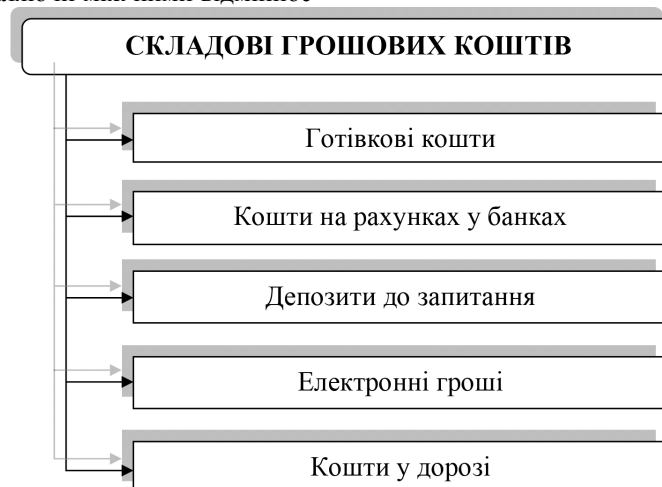 СКЛАДОВІ ГРОШОВИХ КОШТІВ
Готівкові кошти
Кошти на рахунках у банках
Депозити до запитання
Електронні гроші
Кошти у дорозі